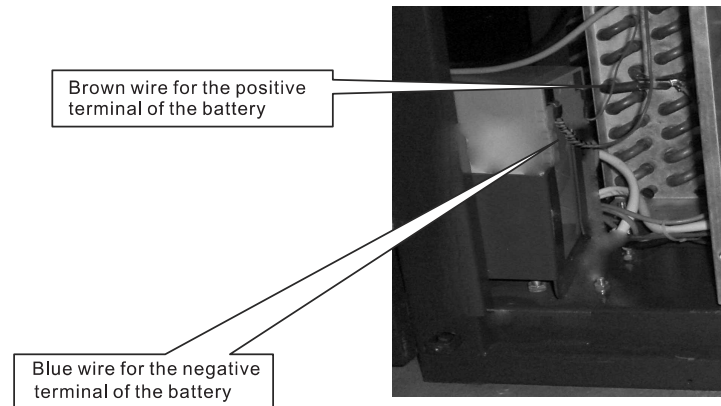 Brown wire for the positive
terminal of the battery
Blue wire for the negative
terminal of the battery